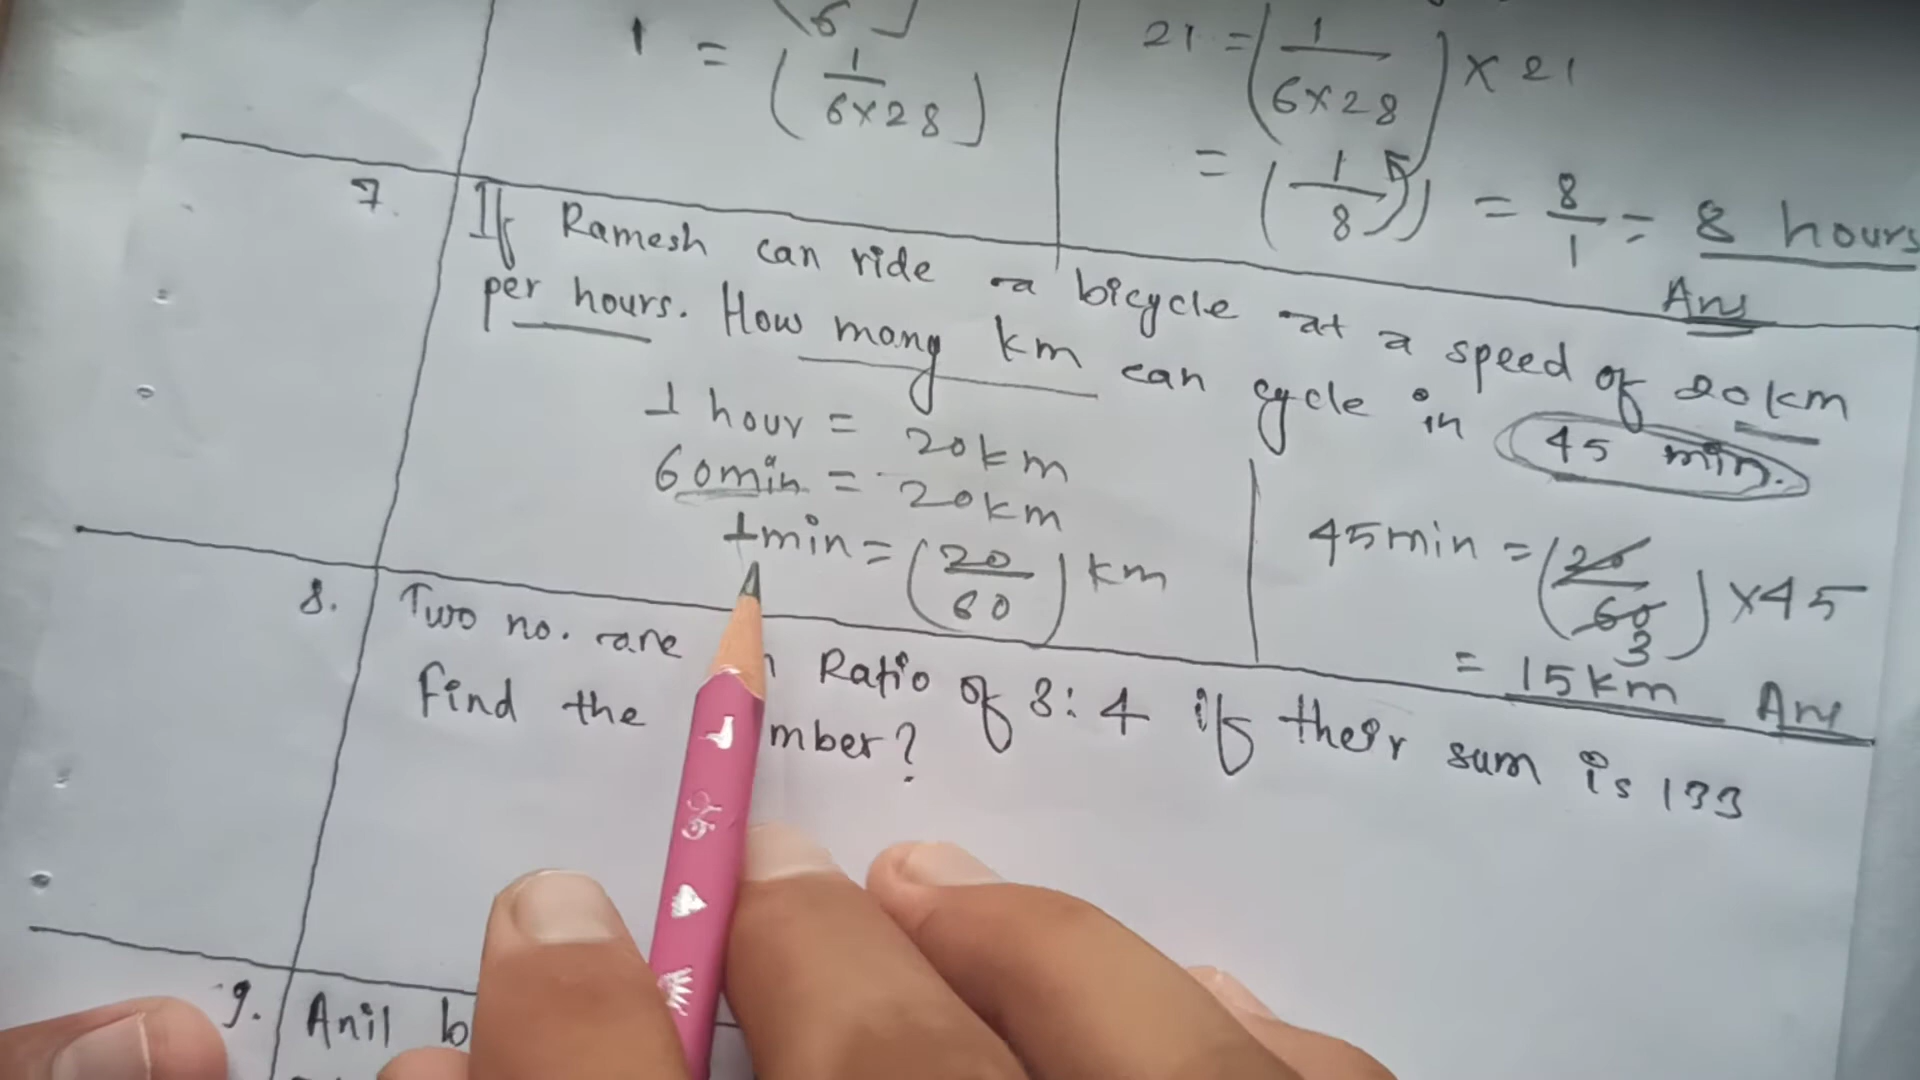 1 = (1/6×28)
21 = (1/6×28) × 21
= (1/8) = 8/1 = 8 hours
Ans
7. If Ramesh can ride a bicycle at a speed of 20km
per hours. How many km can cycle in 45 min.
1 hour = 20km
60min = 20km
1min = (20/60) km
45min = (20/60) ×45
3
= 15km Ans
8. Two no. are Ratio of 3:4 if their sum is 133
find the mber?
9. Anil b